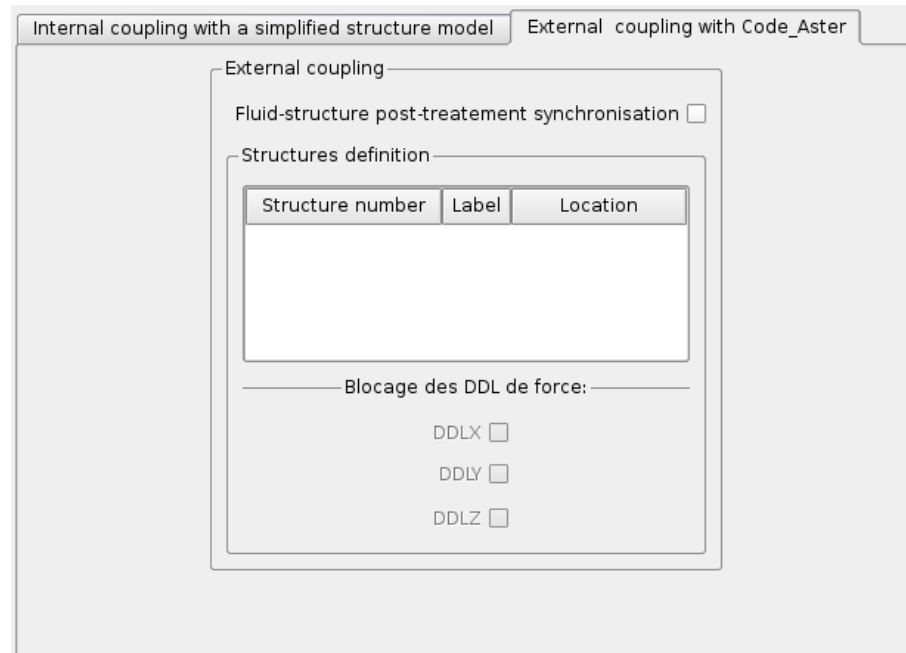 Internal coupling with a simplified structure model
External coupling with Code_Aster
External coupling
Fluid-structure post-treatement synchronisation
Structures definition
Structure number Label Location
Blocage des DDL de force:
DDLX
DDLY
DDLZ